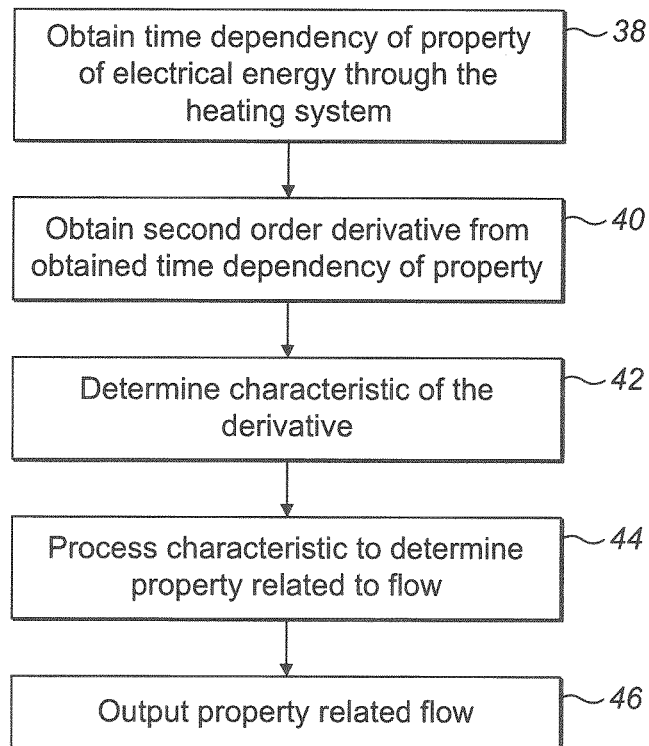 Obtain time dependency of property
of electrical energy through the
heating system
38
Obtain second order derivative from
obtained time dependency of property
40
Determine characteristic of the
derivative
42
Process characteristic to determine
property related to flow
44
Output property related flow
46